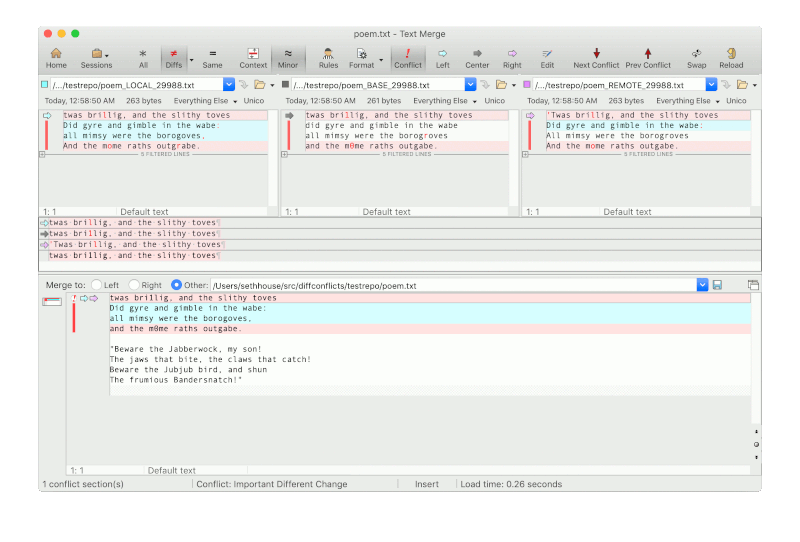 poem.txt - Text Merge
Home Sessions All Diffs Same Context Minor Rules Format Conflict Left Center Right Edit Next Conflict Prev Conflict Swap Reload
/.../testrepo/poem_LOCAL_29988.txt /.../testrepo/poem_BASE_29988.txt /.../testrepo/poem_REMOTE_29988.txt
Today, 12:58:50 AM 263 bytes Everything Else Unico Today, 12:58:50 AM 261 bytes Everything Else Unico Today, 12:58:50 AM 263 bytes Everything Else Unico
twas brillig, and the slithy toves
Did gyre and gimble in the wabe:
all mimsy were the borogoves,
And the mome raths outgrabe.
5 FILTERED LINES
1: 1 Default text
twas bri1lig, and the slithy toves
did gyre and gimble in the wabe
all mimsy were the borogroves
and the m0me raths outgabe.
5 FILTERED LINES
1: 1 Default text
'Twas brillig, and the slithy toves
Did gyre and gimble in the wabe:
All mimsy were the borogroves
And the mome raths outgabe.
5 FILTERED LINES
1: 1 Default text
twas·brillig,·and·the·slithy·toves¶
twas·bri1lig,·and·the·slithy·toves¶
'Twas·brillig,·and·the·slithy·toves¶
twas·bri1lig,·and·the·slithy·toves¶
Merge to: Left Right Other: /Users/sethhouse/src/diffconflicts/testrepo/poem.txt
twas bri1lig, and the slithy toves
Did gyre and gimble in the wabe:
all mimsy were the borogoves,
and the m0me raths outgabe.
"Beware the Jabberwock, my son!
The jaws that bite, the claws that catch!
Beware the Jubjub bird, and shun
The frumious Bandersnatch!"
1: 1 Default text
1 conflict section(s) Conflict: Important Different Change Insert Load time: 0.26 seconds